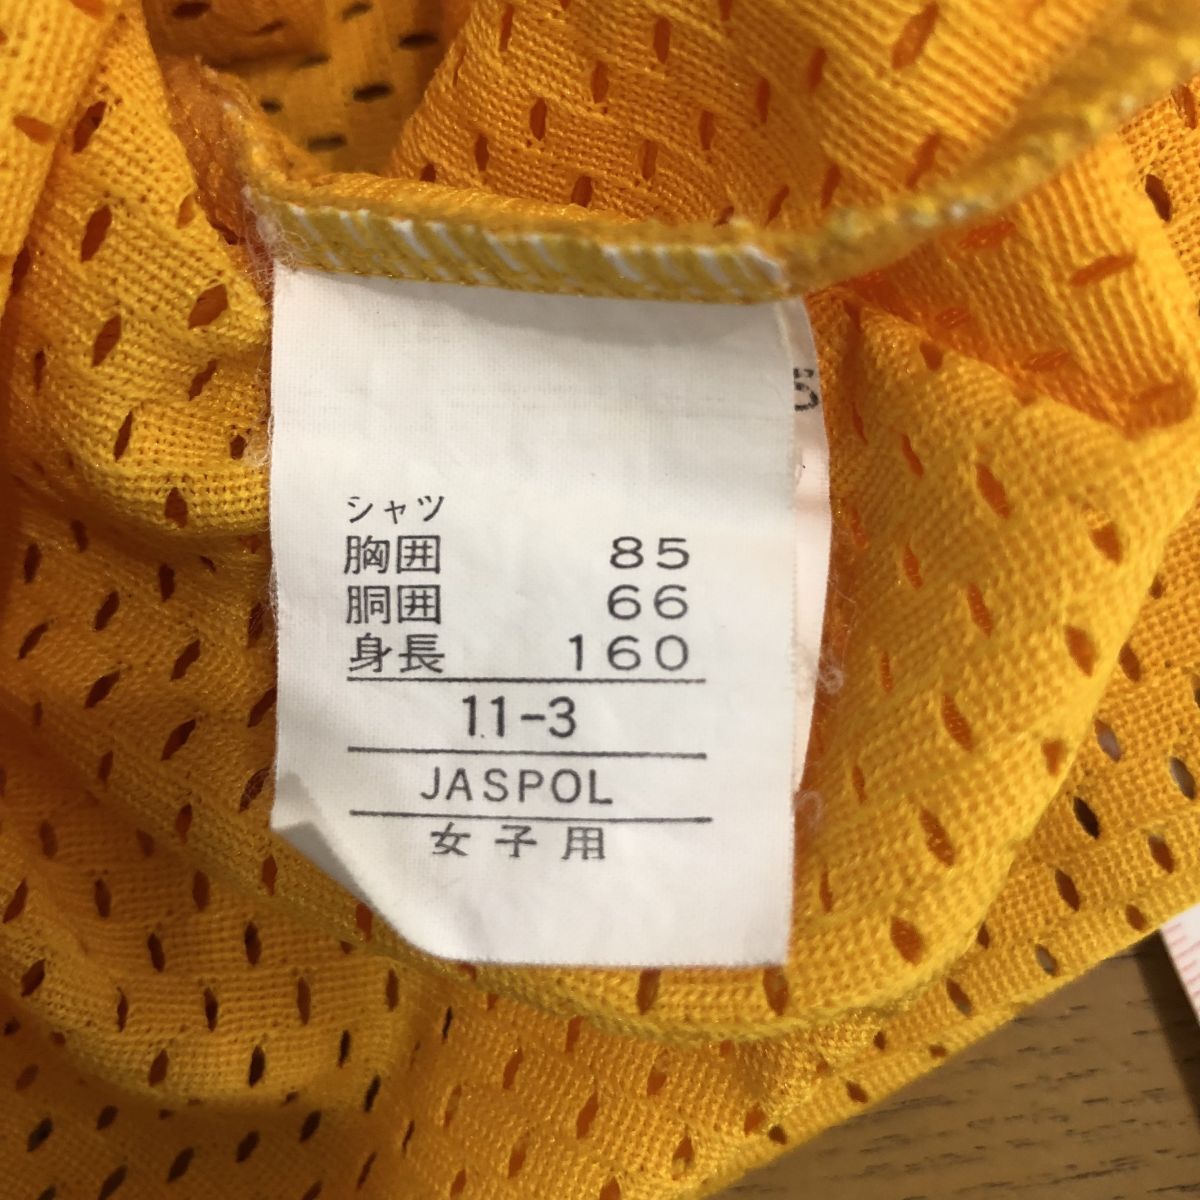 シャツ
胸囲 85
胴囲 66
身長 160
11-3
JASPOL
女子用